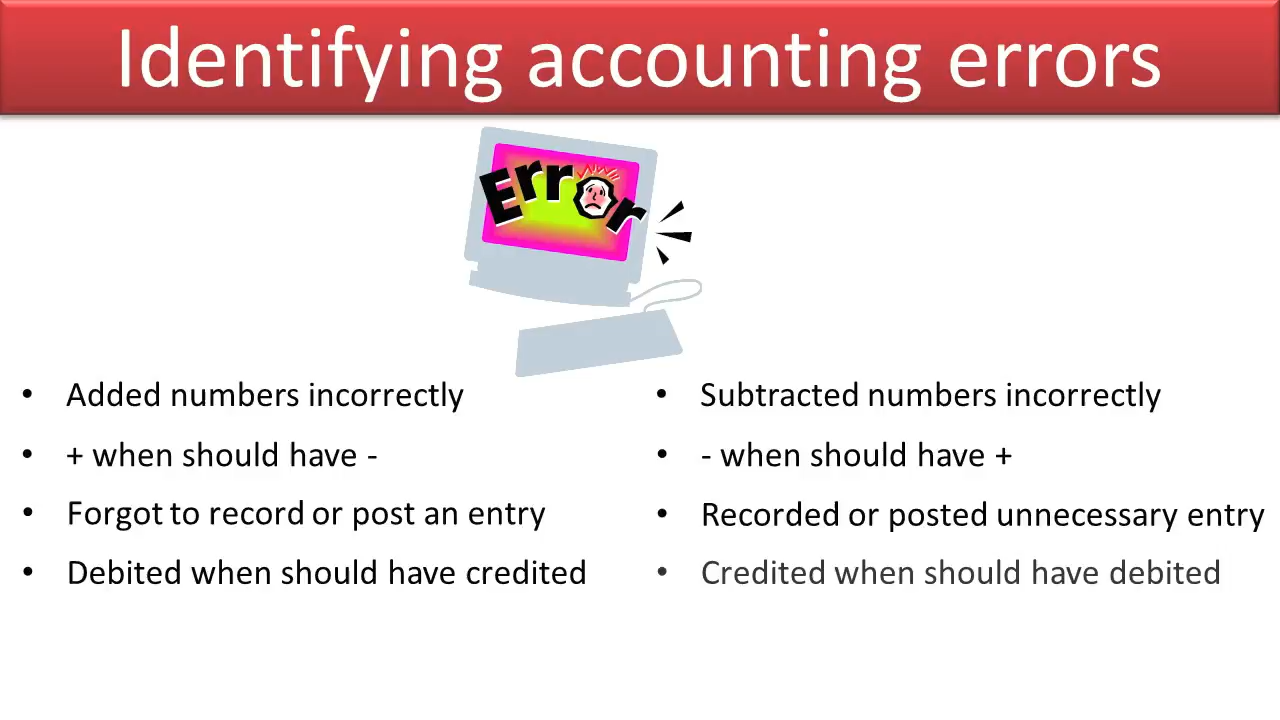 Identifying accounting errors
Error
• Added numbers incorrectly
• + when should have -
• Forgot to record or post an entry
• Debited when should have credited
• Subtracted numbers incorrectly
• - when should have +
• Recorded or posted unnecessary entry
• Credited when should have debited